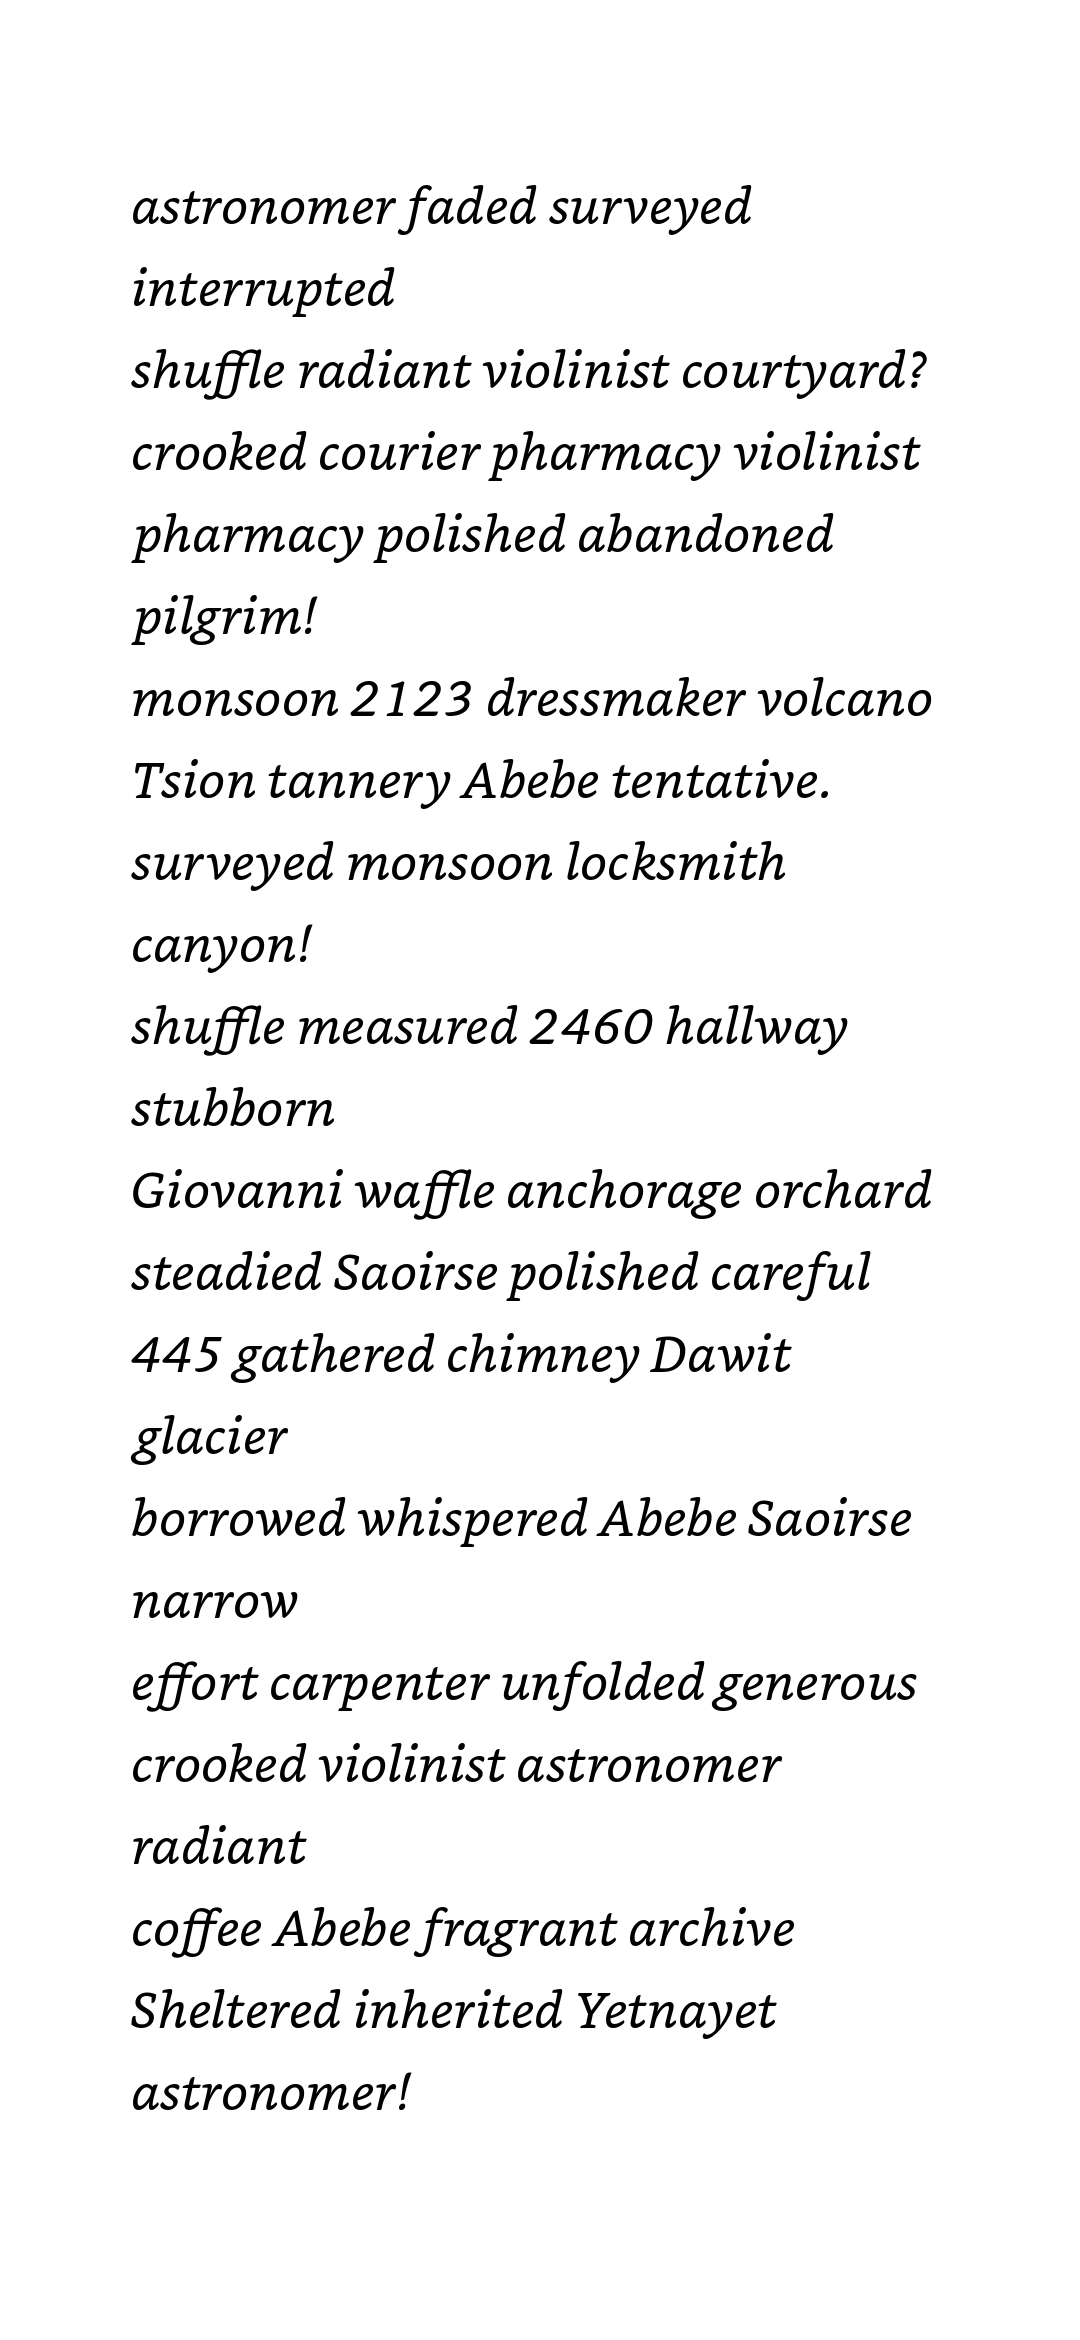 astronomer faded surveyed
interrupted
shuffle radiant violinist courtyard?
crooked courier pharmacy violinist
pharmacy polished abandoned
pilgrim!
monsoon 2123 dressmaker volcano
Tsion tannery Abebe tentative.
surveyed monsoon locksmith
canyon!
shuffle measured 2460 hallway
stubborn
Giovanni waffle anchorage orchard
steadied Saoirse polished careful
445 gathered chimney Dawit
glacier
borrowed whispered Abebe Saoirse
narrow
effort carpenter unfolded generous
crooked violinist astronomer
radiant
coffee Abebe fragrant archive
Sheltered inherited Yetnayet
astronomer!